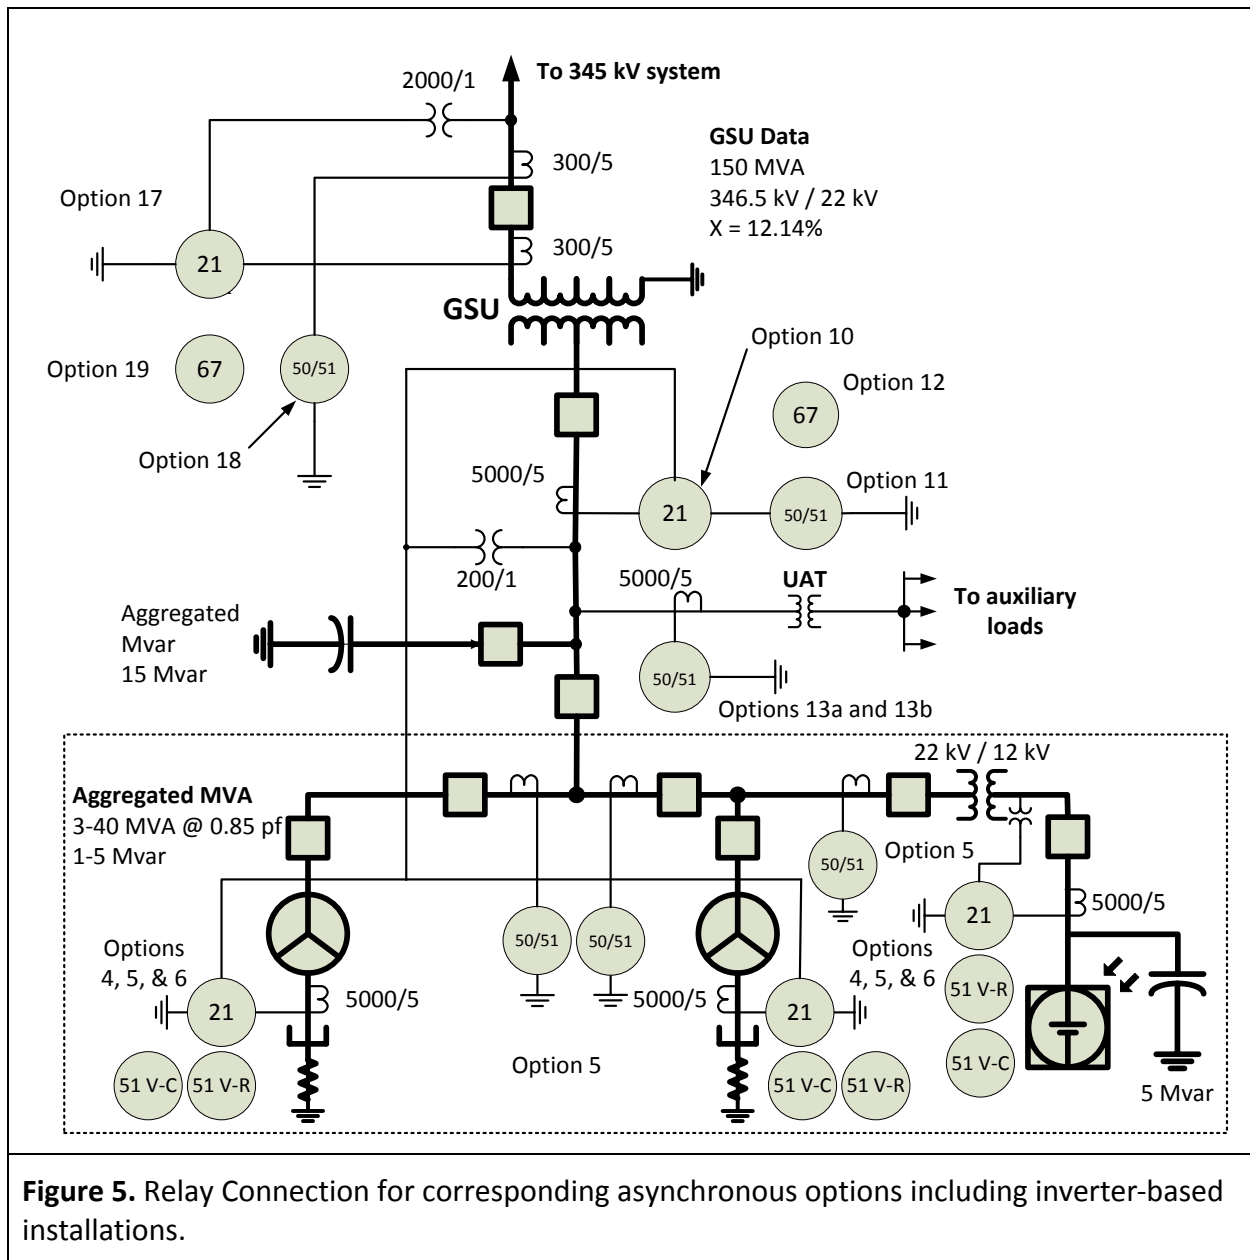 To 345 kV system
2000/1
GSU Data
150 MVA
346.5 kV / 22 kV
X = 12.14%
300/5
Option 17
300/5
21
GSU
Option 10
Option 19
67
50/51
Option 12
67
Option 18
5000/5
Option 11
21
50/51
200/1
5000/5
UAT
To auxiliary
loads
Aggregated
Mvar
15 Mvar
50/51
Options 13a and 13b
22 kV / 12 kV
Aggregated MVA
3-40 MVA @ 0.85 pf
1-5 Mvar
Option 5
50/51
5000/5
21
Options
4, 5, & 6
50/51
50/51
Options
4, 5, & 6
51 V-R
21
5000/5
5000/5
21
51 V-C
51 V-R
Option 5
51 V-C
51 V-R
51 V-C
5 Mvar
Figure 5. Relay Connection for corresponding asynchronous options including inverter-based
installations.